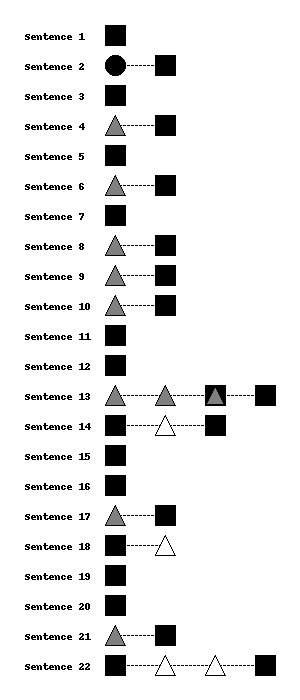 Sentence 1
Sentence 2
Sentence 3
Sentence 4
Sentence 5
Sentence 6
Sentence 7
Sentence 8
Sentence 9
Sentence 10
Sentence 11
Sentence 12
Sentence 13
Sentence 14
Sentence 15
Sentence 16
Sentence 17
Sentence 18
Sentence 19
Sentence 20
Sentence 21
Sentence 22